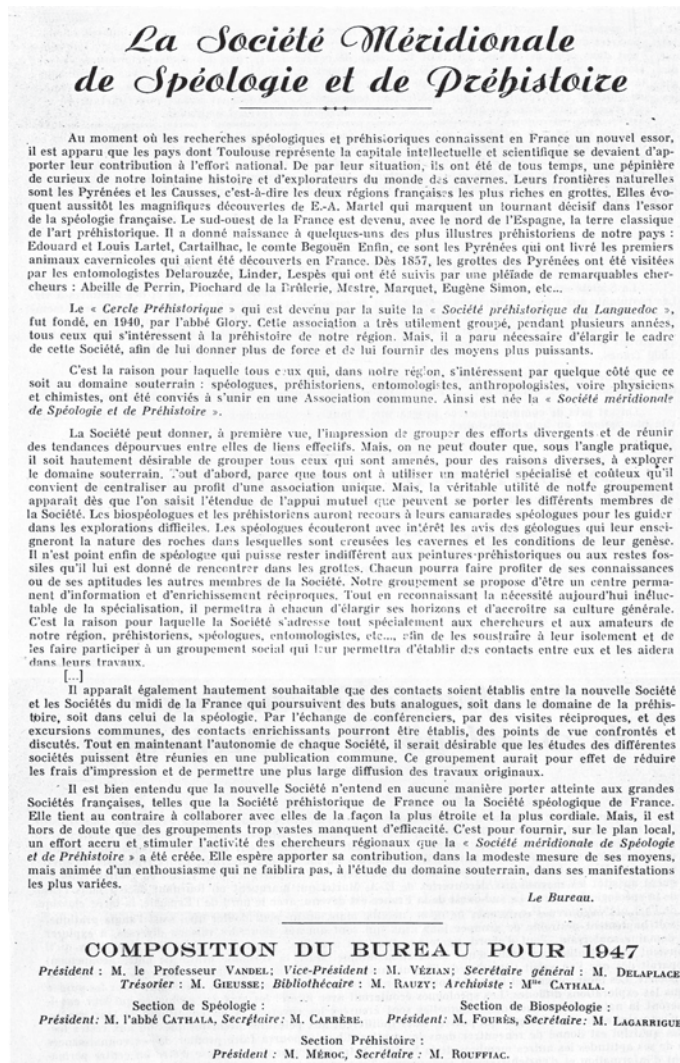 La Société Méridionale
de Spéologie et de Préhistoire
Au moment où les recherches spéologiques et préhistoriques connaissent en France un nouvel essor,
il est apparu que les pays dont Toulouse représente la capitale intellectuelle et scientifique se devaient d'ap-
porter leur contribution à l'effort national. De par leur situation, ils ont été de tous temps, une pépinière
de curieux de notre lointaine histoire et d'explorateurs du monde des cavernes. Leurs frontières naturelles
sont les Pyrénées et les Causses, c'est-à-dire les deux régions françaises les plus riches en grottes. Elles évo-
quent aussitôt les magnifiques découvertes de E.-A. Martel qui marquent un tournant décisif dans l'essor
de la spéologie française. Le sud-ouest de la France est devenu, avec le nord de l'Espagne, la terre classique
de l'art préhistorique. Il a donné naissance à quelques-uns des plus illustres préhistoriens de notre pays :
Edouard et Louis Lartet, Cartailhac, le comte Begouën Enfin, ce sont les Pyrénées qui ont livré les premiers
animaux cavernicoles qui aient été découverts en France. Dès 1857, les grottes des Pyrénées ont été visitées
par les entomologistes Delarouzée, Linder, Lespès qui ont été suivis par une pléïade de remarquables cher-
cheurs : Abeille de Perrin, Piochard de la Brûlerie, Mestre, Marquet, Eugène Simon, etc...
Le « Cercle Préhistorique » qui est devenu par la suite la « Société préhistorique du Languedoc »,
fut fondé, en 1940, par l'abbé Glory. Cette association a très utilement groupé, pendant plusieurs années,
tous ceux qui s'intéressent à la préhistoire de notre région. Mais, il a paru nécessaire d'élargir le cadre
de cette Société, afin de lui donner plus de force et de lui fournir des moyens plus puissants.
C'est la raison pour laquelle tous ceux qui, dans notre région, s'intéressent par quelque côté que ce
soit au domaine souterrain : spéologues, préhistoriens, entomologistes, anthropologistes, voire physiciens
et chimistes, ont été conviés à s'unir en une Association commune. Ainsi est née la « Société méridionale
de Spéologie et de Préhistoire ».
La Société peut donner, à première vue, l'impression de grouper des efforts divergents et de réunir
des tendances dépourvues entre elles de liens effectifs. Mais, on ne peut douter que, sous l'angle pratique,
il soit hautement désirable de grouper tous ceux qui sont amenés, pour des raisons diverses, à explorer
le domaine souterrain. Tout d'abord, parce que tous ont à utiliser un matériel spécialisé et coûteux qu'il
convient de centraliser au profit d'une association unique. Mais, la véritable utilité de notre groupement
apparaît dès que l'on saisit l'étendue de l'appui mutuel que peuvent se porter les différents membres de
la Société. Les biospéologues et les préhistoriens auront recours à leurs camarades spéologues pour les guider
dans les explorations difficiles. Les spéologues écouteront avec intérêt les avis des géologues qui leur ensei-
gneront la nature des roches dans lesquelles sont creusées les cavernes et les conditions de leur genèse.
Il n'est point enfin de spéologue qui puisse rester indifférent aux peintures préhistoriques ou aux restes fos-
siles qu'il lui est donné de rencontrer dans les grottes. Chacun pourra faire profiter de ses connaissances
ou de ses aptitudes les autres membres de la Société. Notre groupement se propose d'être un centre perma-
nent d'information et d'enrichissement réciproques. Tout en reconnaissant la nécessité aujourd'hui inéluc-
table de la spécialisation, il permettra à chacun d'élargir ses horizons et d'accroître sa culture générale.
C'est la raison pour laquelle la Société s'adresse tout spécialement aux chercheurs et aux amateurs de
notre région, préhistoriens, spéologues, entomologistes, etc..., afin de les soustraire à leur isolement et de
les faire participer à un groupement social qui leur permettra d'établir des contacts entre eux et les aidera
dans leurs travaux.
[...]
Il apparaît également hautement souhaitable que des contacts soient établis entre la nouvelle Société
et les Sociétés du midi de la France qui poursuivent des buts analogues, soit dans le domaine de la préhis-
toire, soit dans celui de la spéologie. Par l'échange de conférenciers, par des visites réciproques, et des
excursions communes, des contacts enrichissants pourront être établis, des points de vue confrontés et
discutés. Tout en maintenant l'autonomie de chaque Société, il serait désirable que les études des différentes
sociétés puissent être réunies en une publication commune. Ce groupement aurait pour effet de réduire
les frais d'impression et de permettre une plus large diffusion des travaux originaux.
Il est bien entendu que la nouvelle Société n'entend en aucune manière porter atteinte aux grandes
Sociétés françaises, telles que la Société préhistorique de France ou la Société spéologique de France.
Elle tient au contraire à collaborer avec elles de la façon la plus étroite et la plus cordiale. Mais, il est
hors de doute que des groupements trop vastes manquent d'efficacité. C'est pour fournir, sur le plan local,
un effort accru et stimuler l'activité des chercheurs régionaux que la « Société méridionale de Spéologie
et de Préhistoire » a été créée. Elle espère apporter sa contribution, dans la modeste mesure de ses moyens,
mais animée d'un enthousiasme qui ne faiblira pas, à l'étude du domaine souterrain, dans ses manifestations
les plus variées.
Le Bureau.
COMPOSITION DU BUREAU POUR 1947
Président : M. le Professeur VANDEL; Vice-Président : M. VÉZIAN; Secrétaire général : M. DELAPLACE
Trésorier : M. GIEUSSE; Bibliothécaire : M. RAUZY; Archiviste : Mlle CATHALA.
Section de Spéologie : Section de Biospéologie :
Président: M. l'abbé CATHALA, Secrétaire: M. CARRÈRE. Président: M. FOURÈS, Secrétaire: M. LAGARRIGUE
Section Préhistoire :
Président : M. MÉROC, Secrétaire : M. ROUFFIAC.